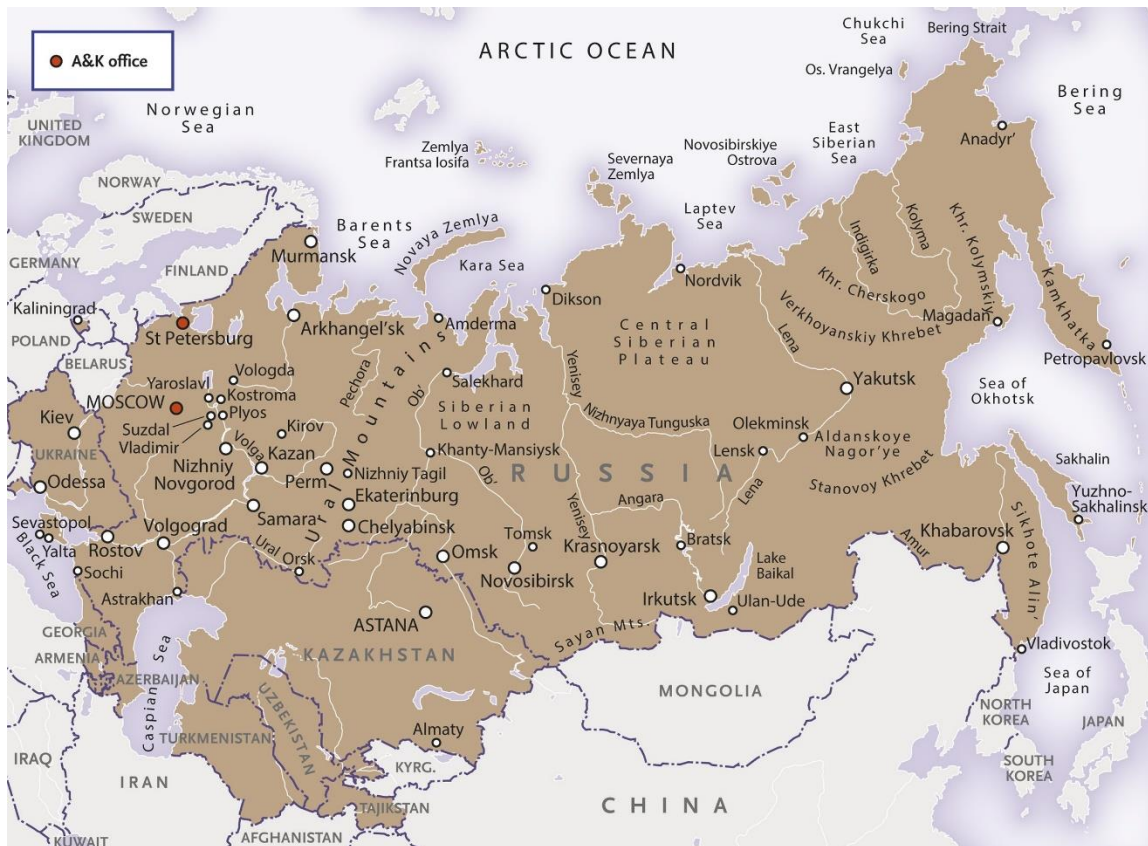 A&K office
ARCTIC OCEAN
Chukchi
Sea
Bering Strait
Os. Vrangelya
Bering
Sea
Norwegian
Sea
UNITED
KINGDOM
Zemlya
Frantsa Iosifa
Severnaya
Zemlya
Novosibirskiye
Ostrova
East
Siberian
Sea
Anadyr'
NORWAY
SWEDEN
Barents
Sea
Novaya Zemlya
Laptev
Sea
Kolyma
Indigirka
Khr. Kolymskiy
GERMANY
FINLAND
Murmansk
Kara Sea
Nordvik
Khr. Cherskogo
Kamkhatka
Kaliningrad
Dikson
Verkhoyanskiy Khrebet
Magadan
POLAND
St Petersburg
Arkhangel'sk
Amderma
Central
Siberian
Plateau
Lena
Petropavlovsk
BELARUS
Vologda
Pechora
Ural Mountains
Ob'
Salekhard
Yenisey
Yakutsk
Sea of
Okhotsk
Yaroslavl
Kostroma
MOSCOW
Plyos
Siberian
Lowland
Nizhnyaya Tunguska
Olekminsk
Kiev
Suzdal
Vladimir
Volga
Kirov
Khanty-Mansiysk
Lensk
Aldanskoye
Nagor'ye
UKRAINE
Nizhniy
Novgorod
Kazan
Perm
Nizhniy Tagil
Ob'
RUSSIA
Lena
Stanovoy Khrebet
Sakhalin
Odessa
Ekaterinburg
Angara
Yuzhno-
Sakhalinsk
Sevastopol
Volgograd
Samara
Chelyabinsk
Yenisey
Yalta
Rostov
Tomsk
Krasnoyarsk
Bratsk
Amur
Khabarovsk
Sikhote Alin'
Black Sea
Sochi
Ural
Orsk
Omsk
Novosibirsk
Lake
Baikal
Astrakhan
Irkutsk
Ulan-Ude
ASTANA
Sayan Mts.
GEORGIA
ARMENIA
AZERBAIJAN
Caspian Sea
KAZAKHSTAN
Vladivostok
UZBEKISTAN
MONGOLIA
Sea of
Japan
NORTH
KOREA
JAPAN
TURKMENISTAN
Almaty
IRAQ
IRAN
KYRG.
SOUTH
KOREA
TAJIKSTAN
CHINA
KUWAIT
AFGHANISTAN